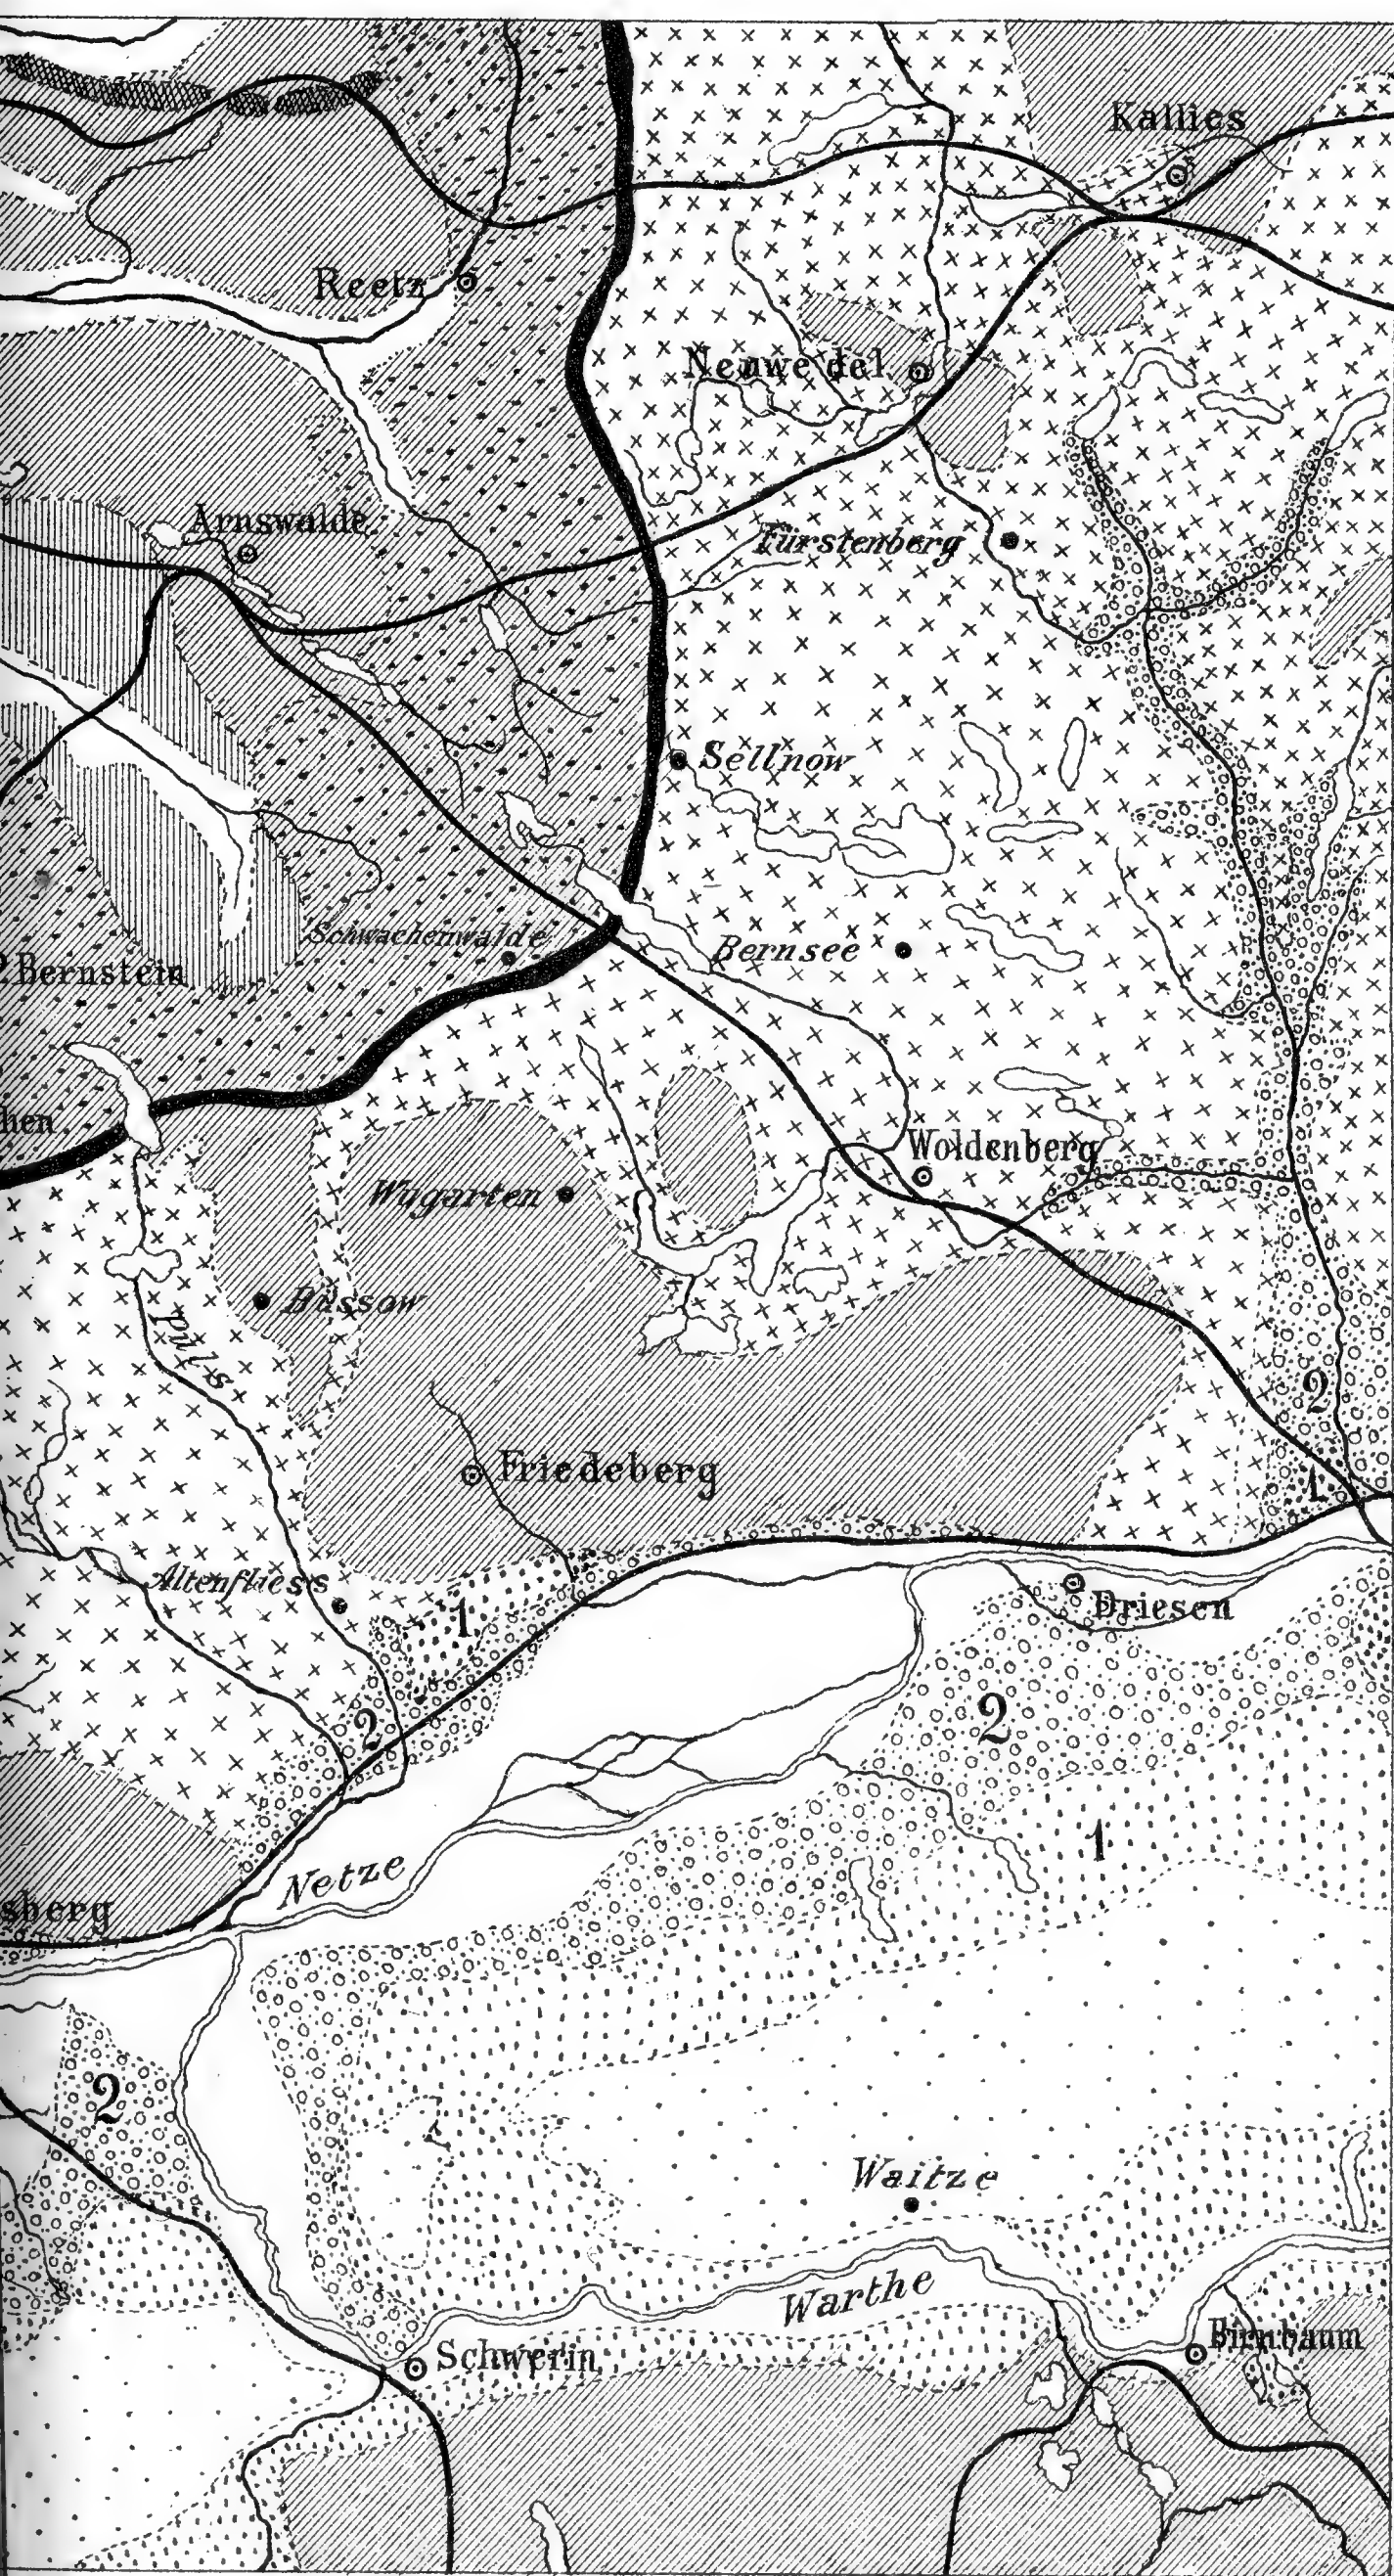 Kallies
Reetz
Neuwedel
Arnswalde
Fürstenberg
Sellnow
Schwachenwalde
Bernsee
Bernstein
hen
Woldenberg
Wugarten
Büssow
Puls
2
Friedeberg
1
Altenfliess
1
Driesen
2
2
1
Netze
sberg
2
Waitze
Warthe
Birnbaum
Schwerin